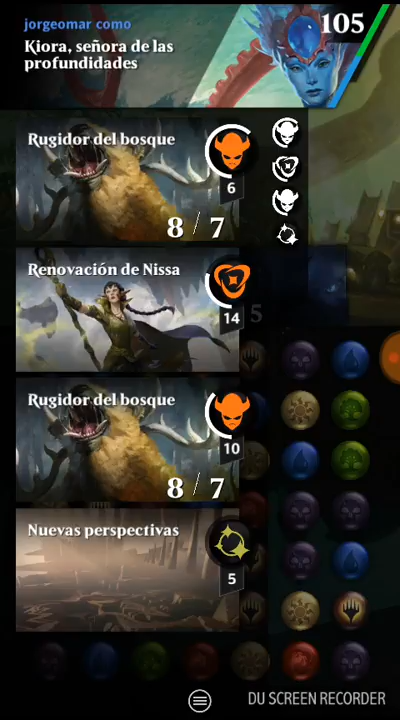 jorgeomar como
105
Kiora, señora de las
profundidades
Rugidor del bosque
6
8 / 7
Renovación de Nissa
14
5
Rugidor del bosque
10
8 / 7
Nuevas perspectivas
5
DU SCREEN RECORDER